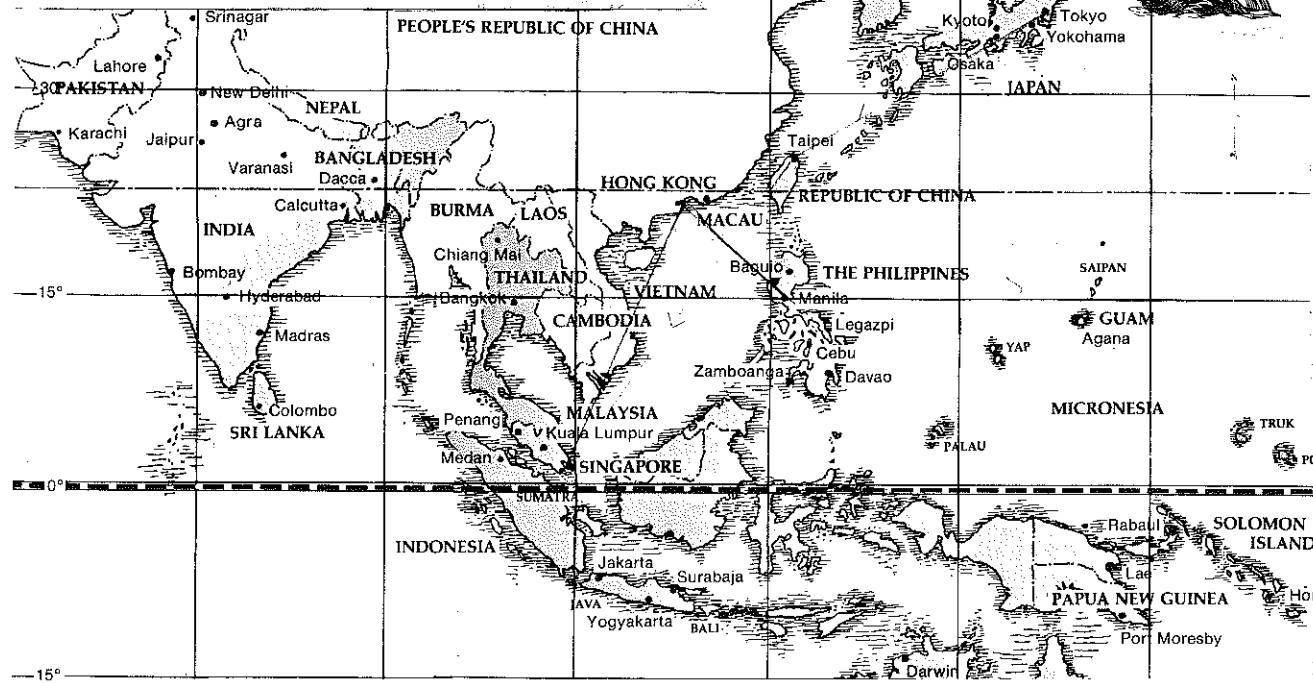 Srinagar
PEOPLE'S REPUBLIC OF CHINA
Kyoto
Tokyo
Yokohama
Osaka
Lahore
30
PAKISTAN
New Delhi
JAPAN
NEPAL
Karachi
Agra
Jaipur
Varanasi
BANGLADESH
Dacca
Taipei
HONG KONG
REPUBLIC OF CHINA
Calcutta
BURMA
LAOS
MACAU
INDIA
Chiang Mai
Bombay
THAILAND
Baguio
THE PHILIPPINES
SAIPAN
Hyderabad
15°
Bangkok
VIETNAM
Manila
CAMBODIA
Legazpi
GUAM
Agana
Madras
YAP
Cebu
Zamboanga
Davao
Colombo
SRI LANKA
Penang
MALAYSIA
Kuala Lumpur
MICRONESIA
TRUK
PALAU
PO
Medan
SINGAPORE
0°
SUMATRA
INDONESIA
Rabaul
SOLOMON
ISLAND
Jakarta
Surabaja
Lae
JAVA
Yogyakarta
BALI
PAPUA NEW GUINEA
Hon
Port Moresby
15°
Darwin